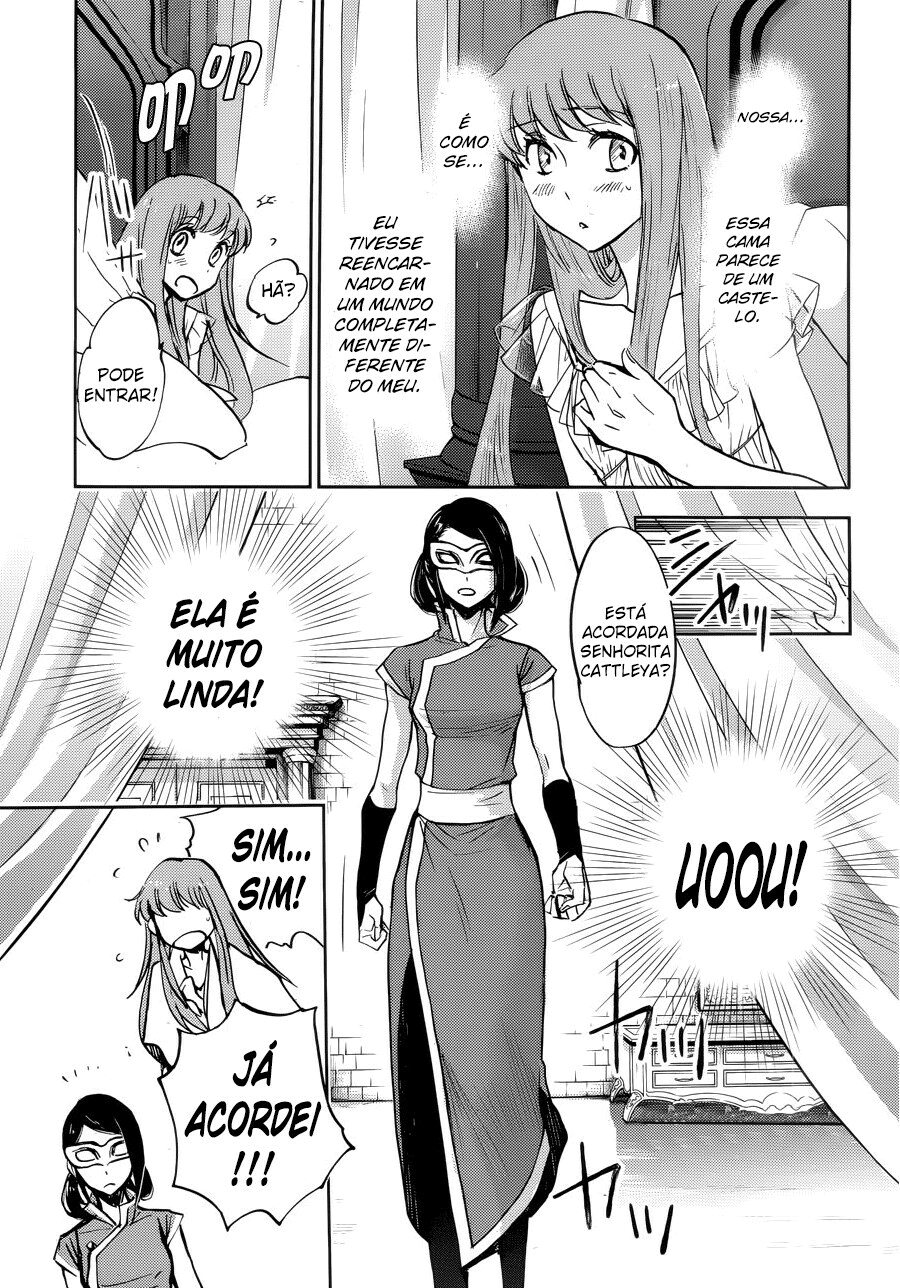 NOSSA...
ESSA
CAMA
PARECE
DE UM
CASTE-
LO.
É
COMO
SE...
EU
TIVESSE
REENCAR-
NADO EM
UM MUNDO
COMPLETA-
MENTE DI-
FERENTE
DO MEU.
HÃ?
PODE
ENTRAR!
ESTÁ
ACORDADA
SENHORITA
CATTLEYA?
UOOU!
ELA É
MUITO
LINDA!
SIM...
SIM!
JÁ
ACORDEI
!!!